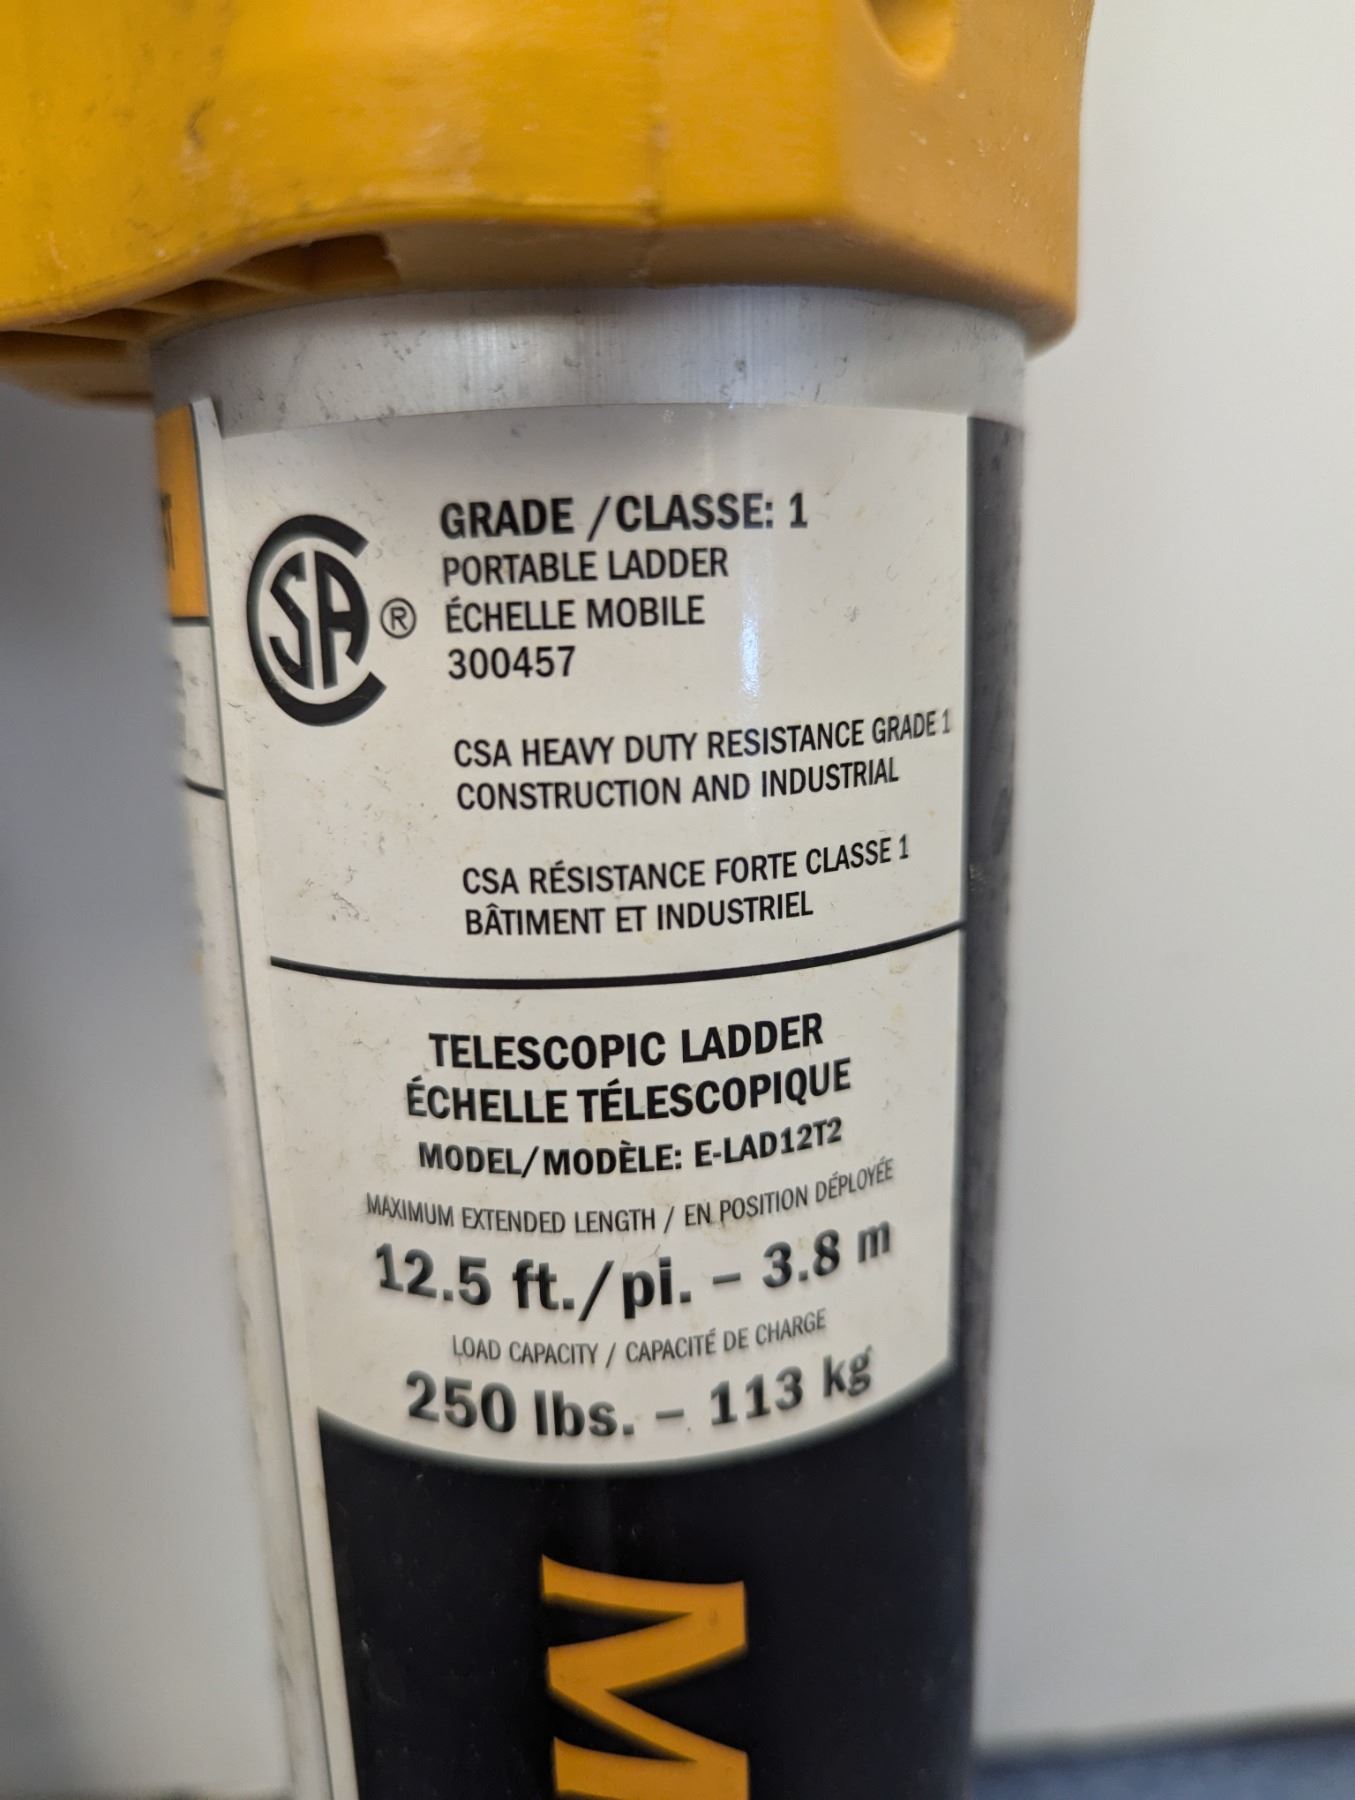 GRADE /CLASSE: 1
PORTABLE LADDER
CSA ® ÉCHELLE MOBILE
300457
CSA HEAVY DUTY RESISTANCE GRADE 1
CONSTRUCTION AND INDUSTRIAL
CSA RÉSISTANCE FORTE CLASSE 1
BÂTIMENT ET INDUSTRIEL
TELESCOPIC LADDER
ÉCHELLE TÉLESCOPIQUE
MODEL/MODÈLE: E-LAD12T2
MAXIMUM EXTENDED LENGTH / EN POSITION DÉPLOYÉE
12.5 ft./pi. – 3.8 m
LOAD CAPACITY / CAPACITÉ DE CHARGE
250 lbs. – 113 kg
M